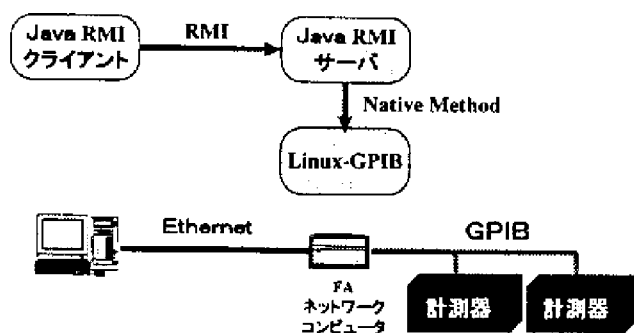 Java RMI
クライアント
RMI
Java RMI
サーバ
Native Method
Linux-GPIB
Ethernet
GPIB
FA
ネットワーク
コンピュータ
計測器
計測器